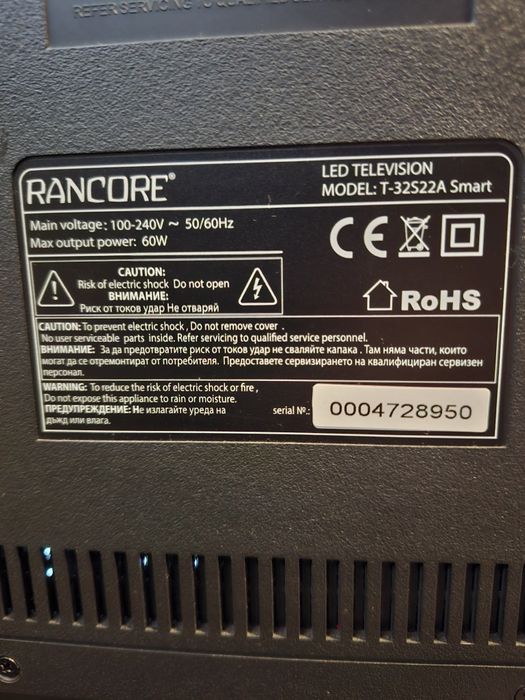 REFER SERVICING TO QUALIFIED
RANCORE®
LED TELEVISION
MODEL: T-32S22A Smart
Main voltage: 100-240V ~ 50/60Hz
Max output power: 60W
CE
CAUTION:
Risk of electric shock Do not open
ВНИМАНИЕ:
Риск от токов удар Не отваряй
RoHS
CAUTION: To prevent electric shock, Do not remove cover .
No user serviceable parts inside. Refer servicing to qualified service personnel.
ВНИМАНИЕ: За да предотвратите риск от токов удар не сваляйте капака . Там няма части, които
могат да се отремонтират от потребителя. Предоставете сервизирането на квалифициран сервизен
персонал.
WARNING: To reduce the risk of electric shock or fire,
Do not expose this appliance to rain or moisture.
ПРЕДУПРЕЖДЕНИЕ: Не излагайте уреда на
дъжд или влага.
serial №.: 0004728950